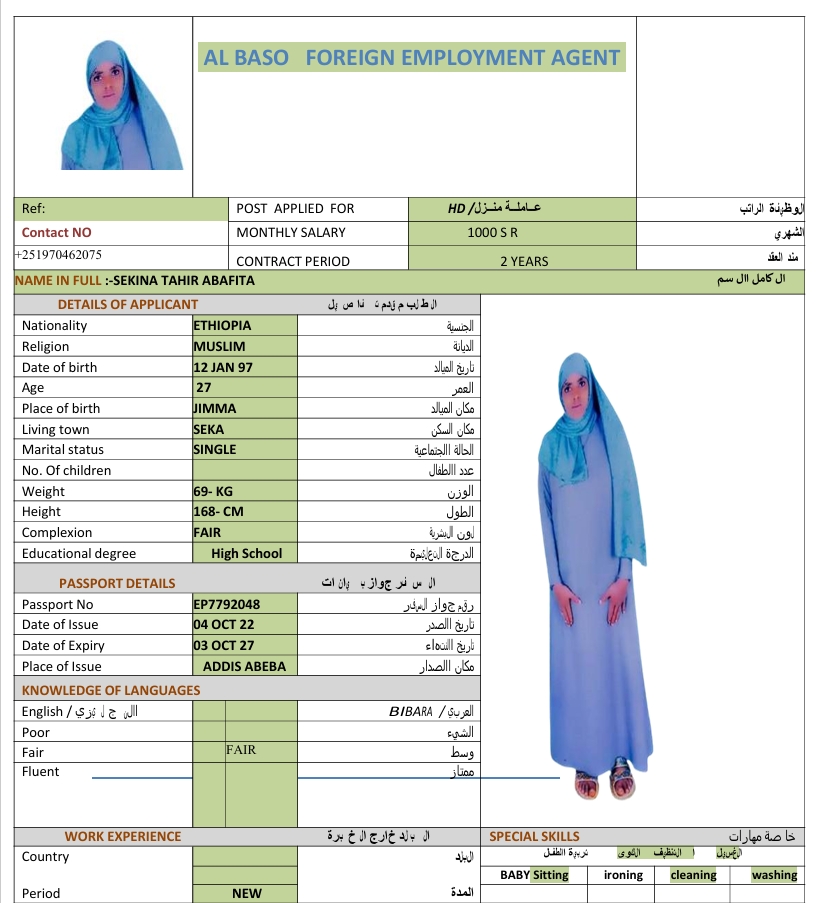 AL BASO FOREIGN EMPLOYMENT AGENT
Ref: POST APPLIED FOR HD /عـاملـة منـزل الوظيفة الراتب
Contact NO MONTHLY SALARY 1000 S R الشهري
+251970462075 CONTRACT PERIOD 2 YEARS مند العقد
NAME IN FULL :-SEKINA TAHIR ABAFITA ال كامل اال سم
DETAILS OF APPLICANT
Nationality ETHIOPIA الجنسية
Religion MUSLIM الديانة
Date of birth 12 JAN 97 تاريخ الميالد
Age 27 العمر
Place of birth JIMMA مكان الميالد
Living town SEKA مكان السكن
Marital status SINGLE الحالة االجتماعية
No. Of children عدد االطفال
Weight 69- KG الوزن
Height 168- CM الطول
Complexion FAIR لون البشرية
Educational degree High School الدرجة التعليمة
PASSPORT DETAILS ال س فر جواز ب يان ات
Passport No EP7792048 رقم جواز السفر
Date of Issue 04 OCT 22 تاريخ االصدر
Date of Expiry 03 OCT 27 تاريخ االنتهاء
Place of Issue ADDIS ABEBA مكان االصدار
KNOWLEDGE OF LANGUAGES
English / االن ج ل يزي BIBARA / العربي
Poor الشيء
Fair FAIR وسط
Fluent ممتاز
WORK EXPERIENCE ال بلد خارج ال خ برة SPECIAL SKILLS خا صة مهارات
Country البلد تربية الطفل التنظيف الكوى الغسيل
BABY Sitting ironing cleaning washing
Period NEW المدة